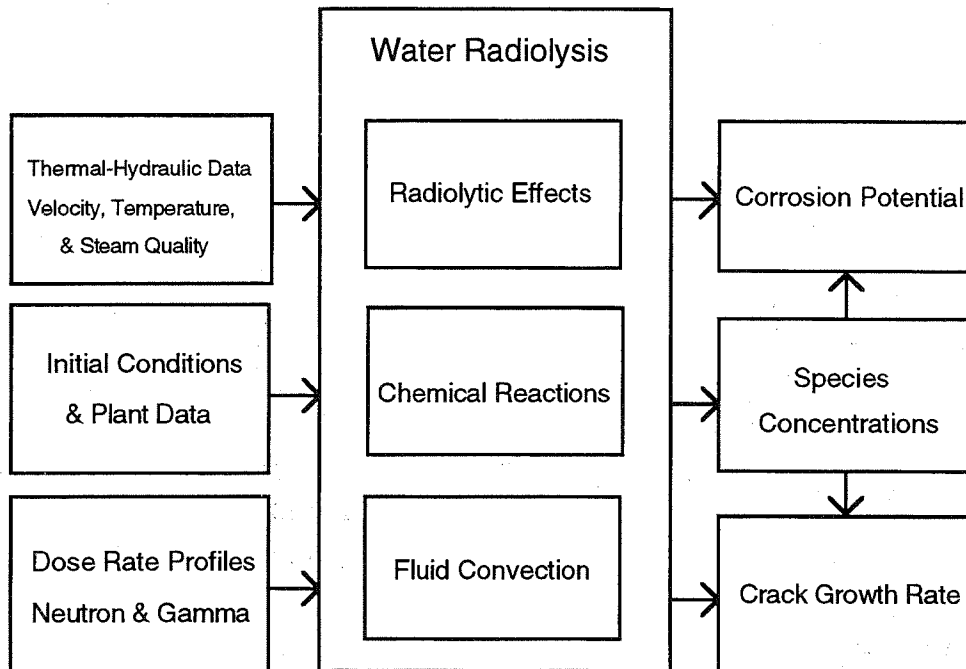 Water Radiolysis
Thermal-Hydraulic Data
Velocity, Temperature,
& Steam Quality
Initial Conditions
& Plant Data
Dose Rate Profiles
Neutron & Gamma
Radiolytic Effects
Chemical Reactions
Fluid Convection
Corrosion Potential
Species
Concentrations
Crack Growth Rate